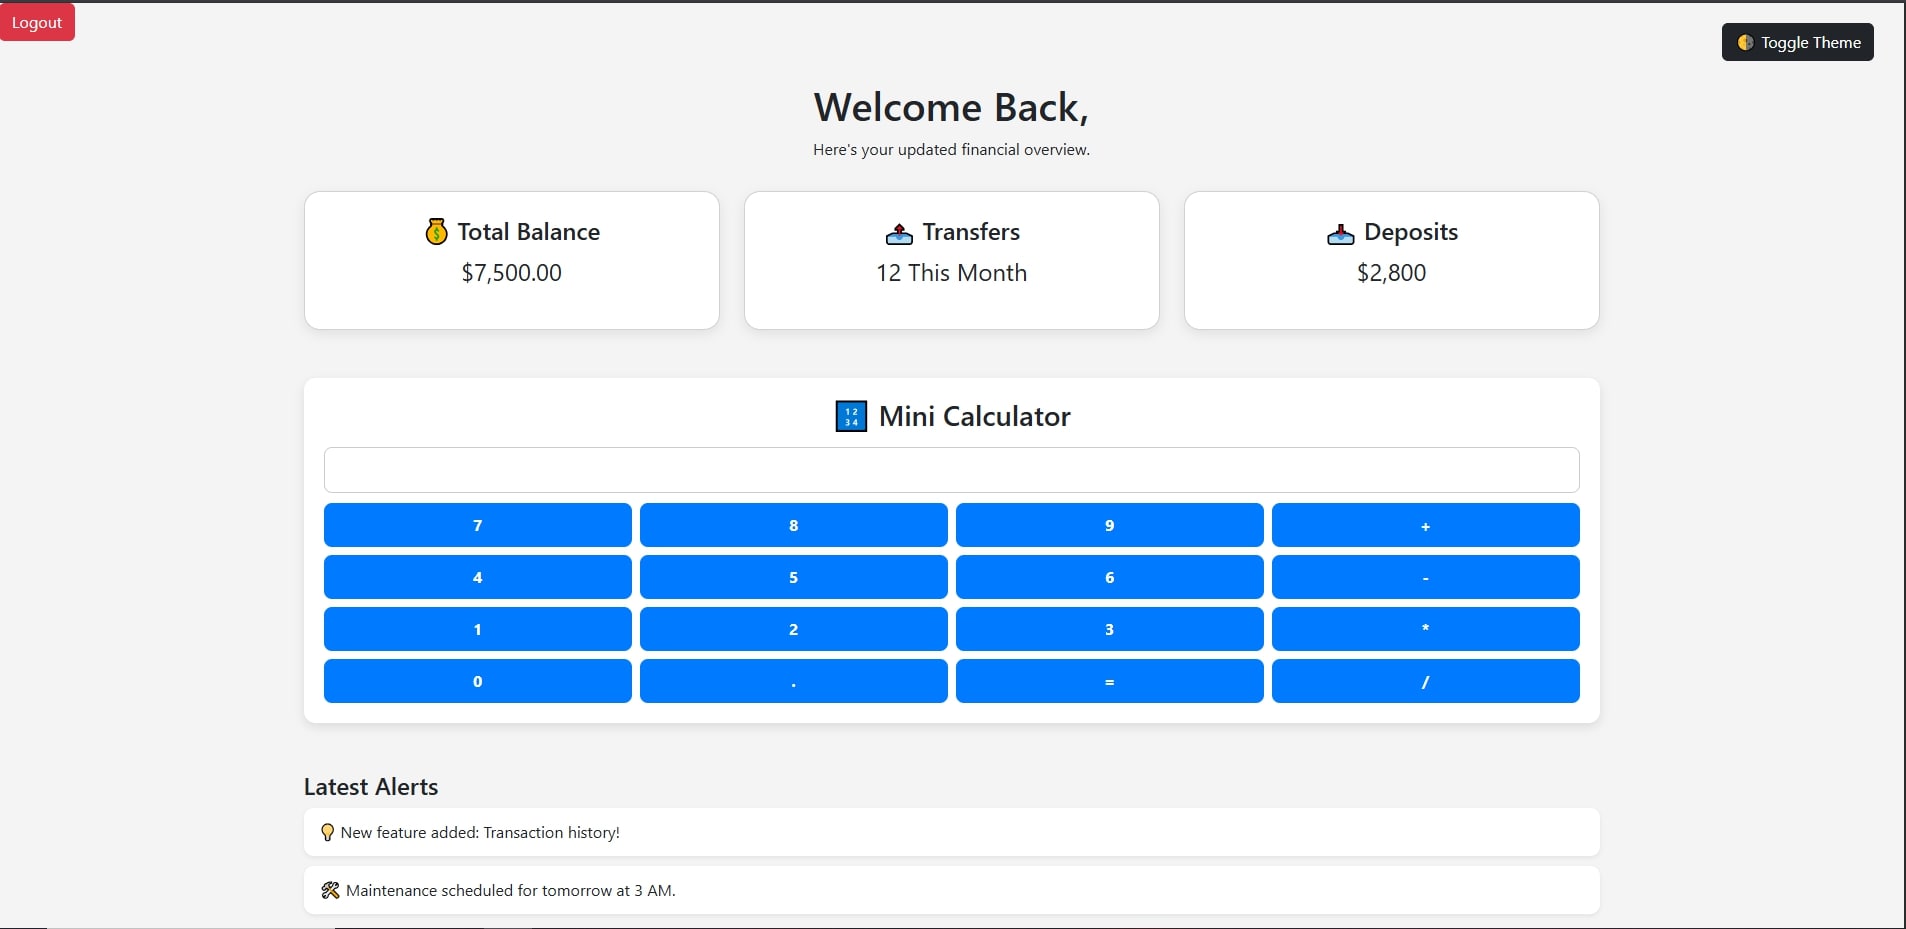 Logout
🌗 Toggle Theme
Welcome Back,
Here's your updated financial overview.
💰 Total Balance
$7,500.00
📤 Transfers
12 This Month
📥 Deposits
$2,800
🔢 Mini Calculator
7 8 9 +
4 5 6 -
1 2 3 *
0 . = /
Latest Alerts
💡 New feature added: Transaction history!
🛠 Maintenance scheduled for tomorrow at 3 AM.